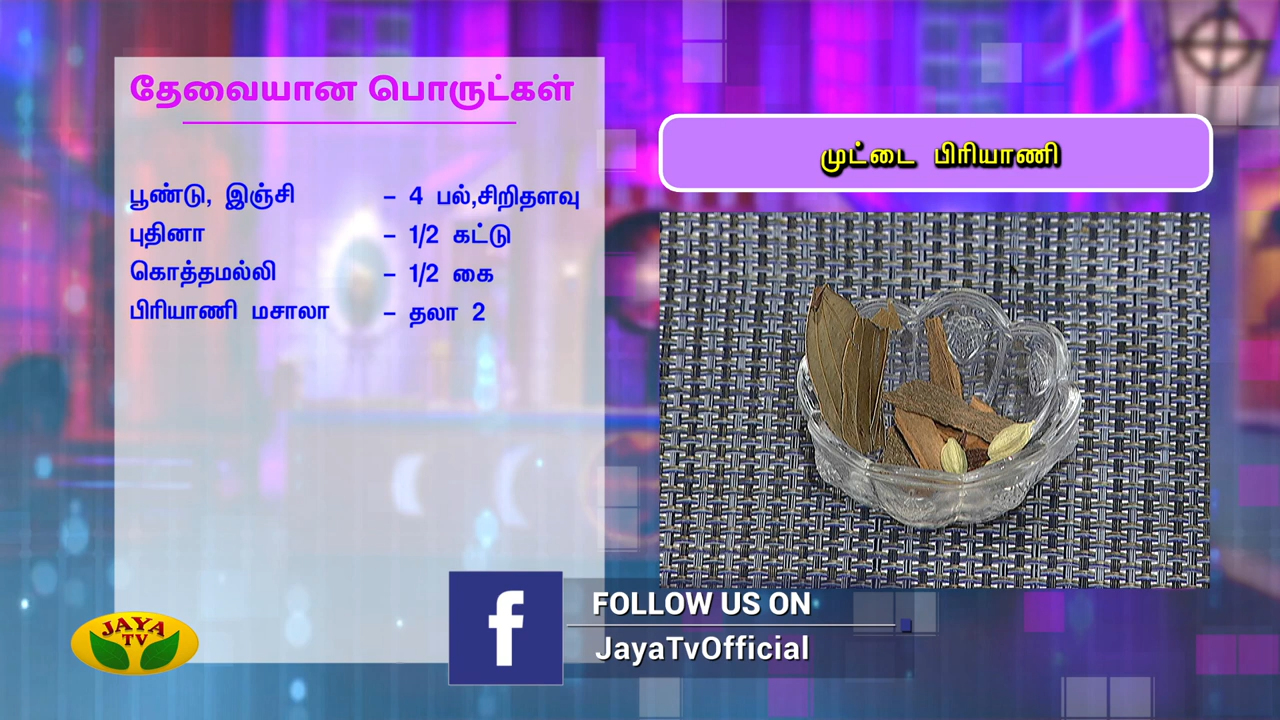 தேவையான பொருட்கள்
முட்டை பிரியாணி
பூண்டு, இஞ்சி - 4 பல்,சிறிதளவு
புதினா - 1/2 கட்டு
கொத்தமல்லி - 1/2 கை
பிரியாணி மசாலா - தலா 2
JAYA TV
f
FOLLOW US ON
JayaTvOfficial